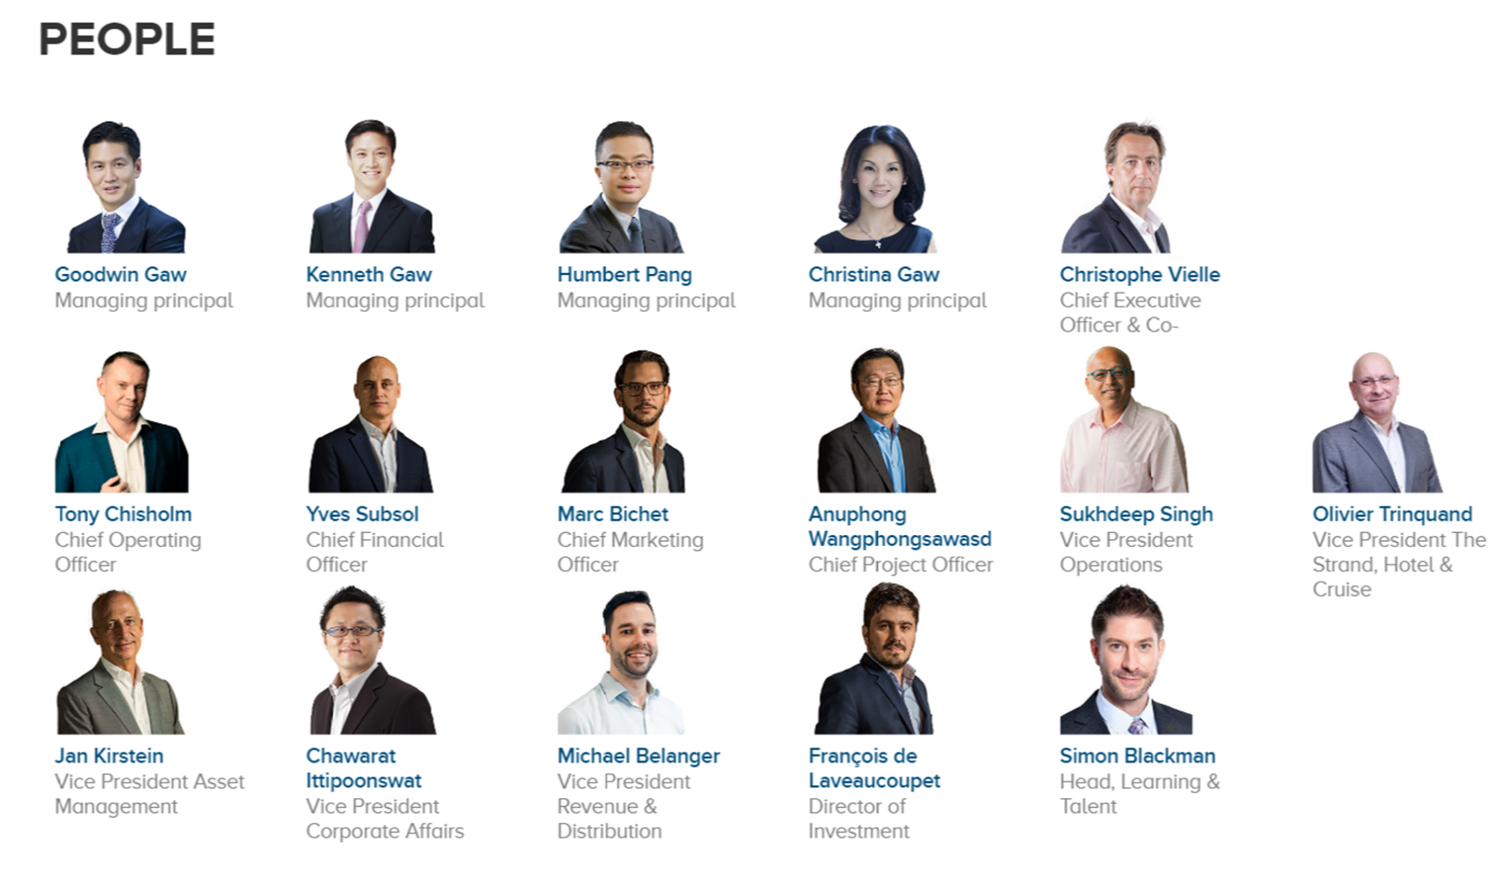 PEOPLE
Goodwin Gaw
Managing principal
Kenneth Gaw
Managing principal
Humbert Pang
Managing principal
Christina Gaw
Managing principal
Christophe Vielle
Chief Executive
Officer & Co-
Tony Chisholm
Chief Operating
Officer
Yves Subsol
Chief Financial
Officer
Marc Bichet
Chief Marketing
Officer
Anuphong
Wangphongsawasd
Chief Project Officer
Sukhdeep Singh
Vice President
Operations
Olivier Trinquand
Vice President The
Strand, Hotel &
Cruise
Jan Kirstein
Vice President Asset
Management
Chawarat
Ittipoonswat
Vice President
Corporate Affairs
Michael Belanger
Vice President
Revenue &
Distribution
François de
Laveaucoupet
Director of
Investment
Simon Blackman
Head, Learning &
Talent